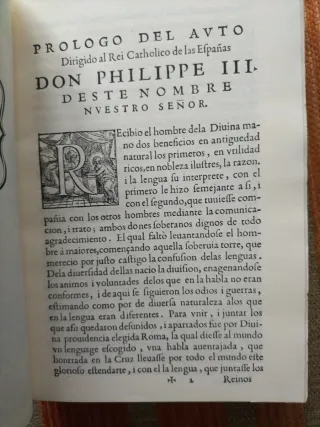 PROLOGO DEL AVTO
Dirigido al Rei Catholico de las Españas
DON PHILIPPE III.
DESTE NOMBRE
NVESTRO SEÑOR.
REcibio el hombre dela Diuina ma
no dos beneficios en antiguedad
natural los primeros, en vtilidad
ricos, en nobleza ilustres, la razon,
i la lengua su interprete, con el
primero le hizo semejante a si, i
con el segundo, que tuuiesse com-
pañia con los otros hombres mediante la comunica-
cion, i trato; ambos dones soberanos dignos de todo
agradecimiento. El qual faltò leuantandose el hom-
bre a maiores, començando aquella soberuia torre, que
merecio por justo castigo la confusion delas lenguas.
Dela diuersidad dellas nacio la diuision, enagenandose
los animos i voluntades delos que en la habla no eran
conformes, i de aqui se siguieron los odios i guerras,
estimandose como por de diuersa naturaleza alos que
en la lengua eran diferentes. Para vnir, i juntar los
que assi quedaron desunidos, i apartados fue por Diui-
na prouidencia elegida Roma, la qual diesse al mundo
vn lenguage escogido, vna habla auentajada, que
honrada en la Cruz lleuasse por todo el mundo este
glorioso estendarte, i con el la lengua, que juntasse los
✠ 2 Reinos